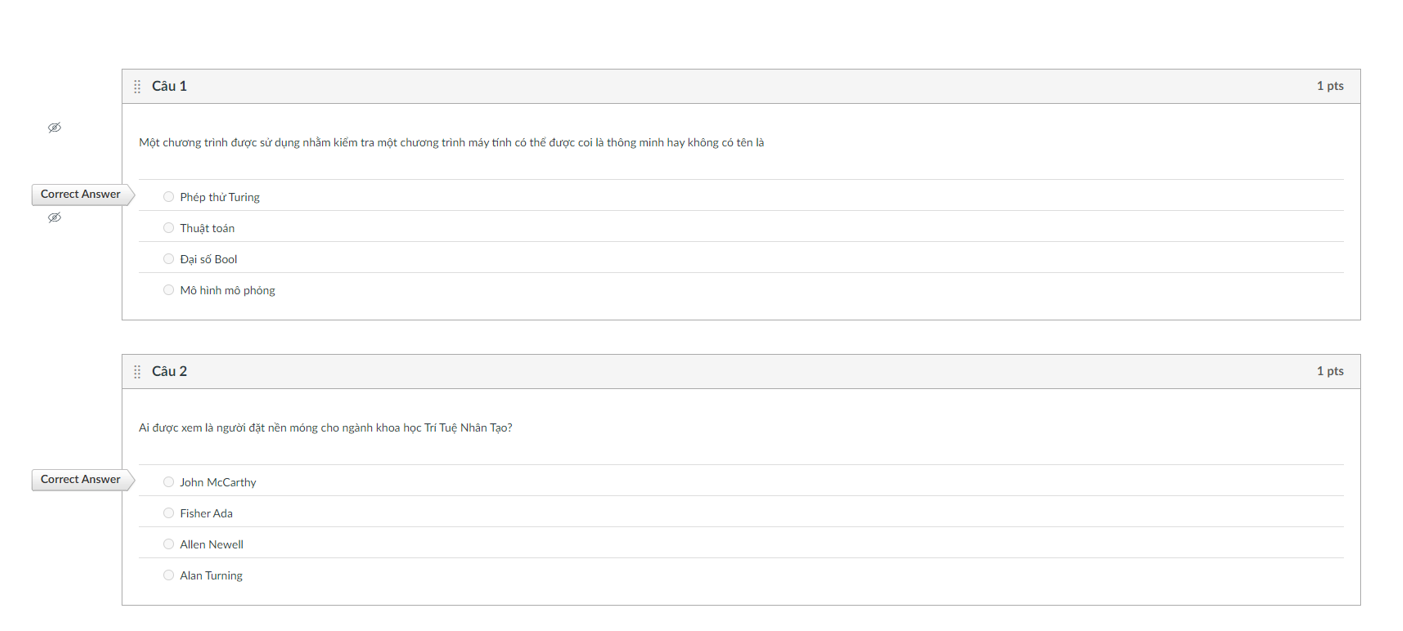 Câu 1
1 pts
Một chương trình được sử dụng nhằm kiểm tra một chương trình máy tính có thể được coi là thông minh hay không có tên là
Correct Answer
Phép thử Turing
Thuật toán
Đại số Bool
Mô hình mô phỏng
Câu 2
1 pts
Ai được xem là người đặt nền móng cho ngành khoa học Trí Tuệ Nhân Tạo?
Correct Answer
John McCarthy
Fisher Ada
Allen Newell
Alan Turning